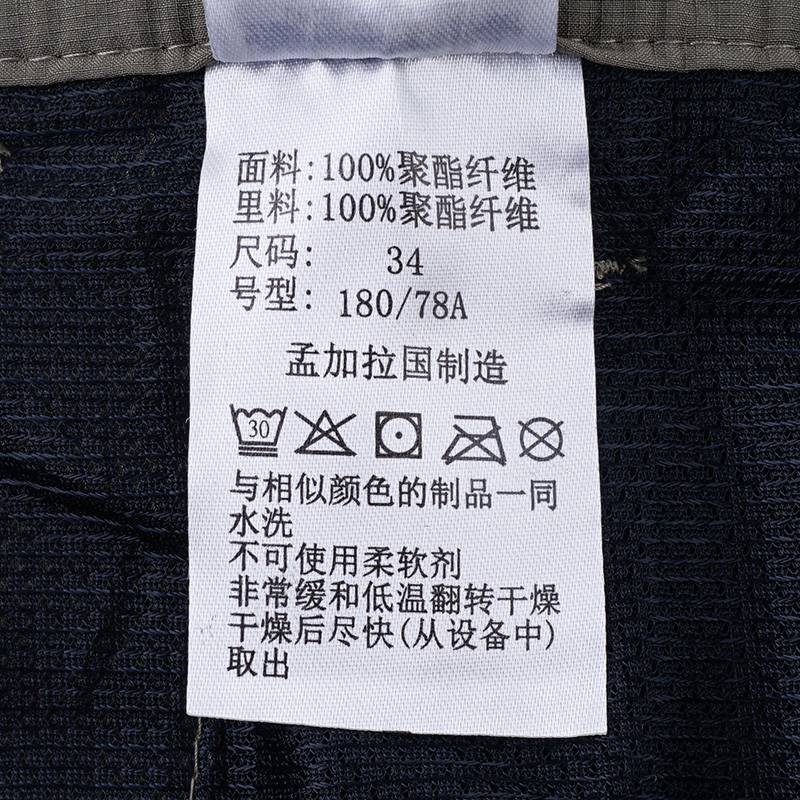 面料:100%聚酯纤维
里料:100%聚酯纤维
尺码: 34
号型: 180/78A
孟加拉国制造
30
与相似颜色的制品一同
水洗
不可使用柔软剂
非常缓和低温翻转干燥
干燥后尽快(从设备中)
取出